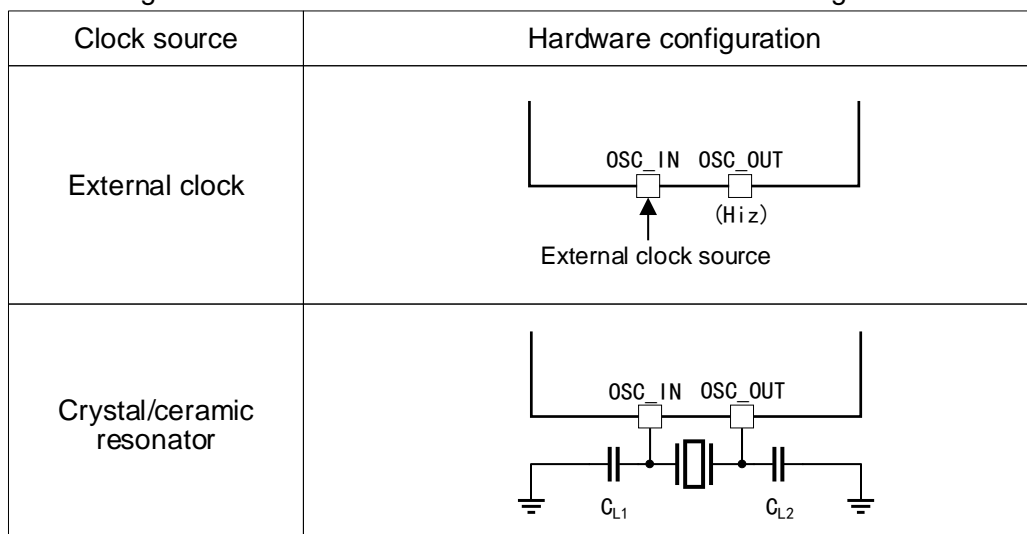 Clock source
Hardware configuration
External clock
OSC_IN OSC_OUT
(Hiz)
External clock source
Crystal/ceramic
resonator
OSC_IN OSC_OUT
CL1
CL2